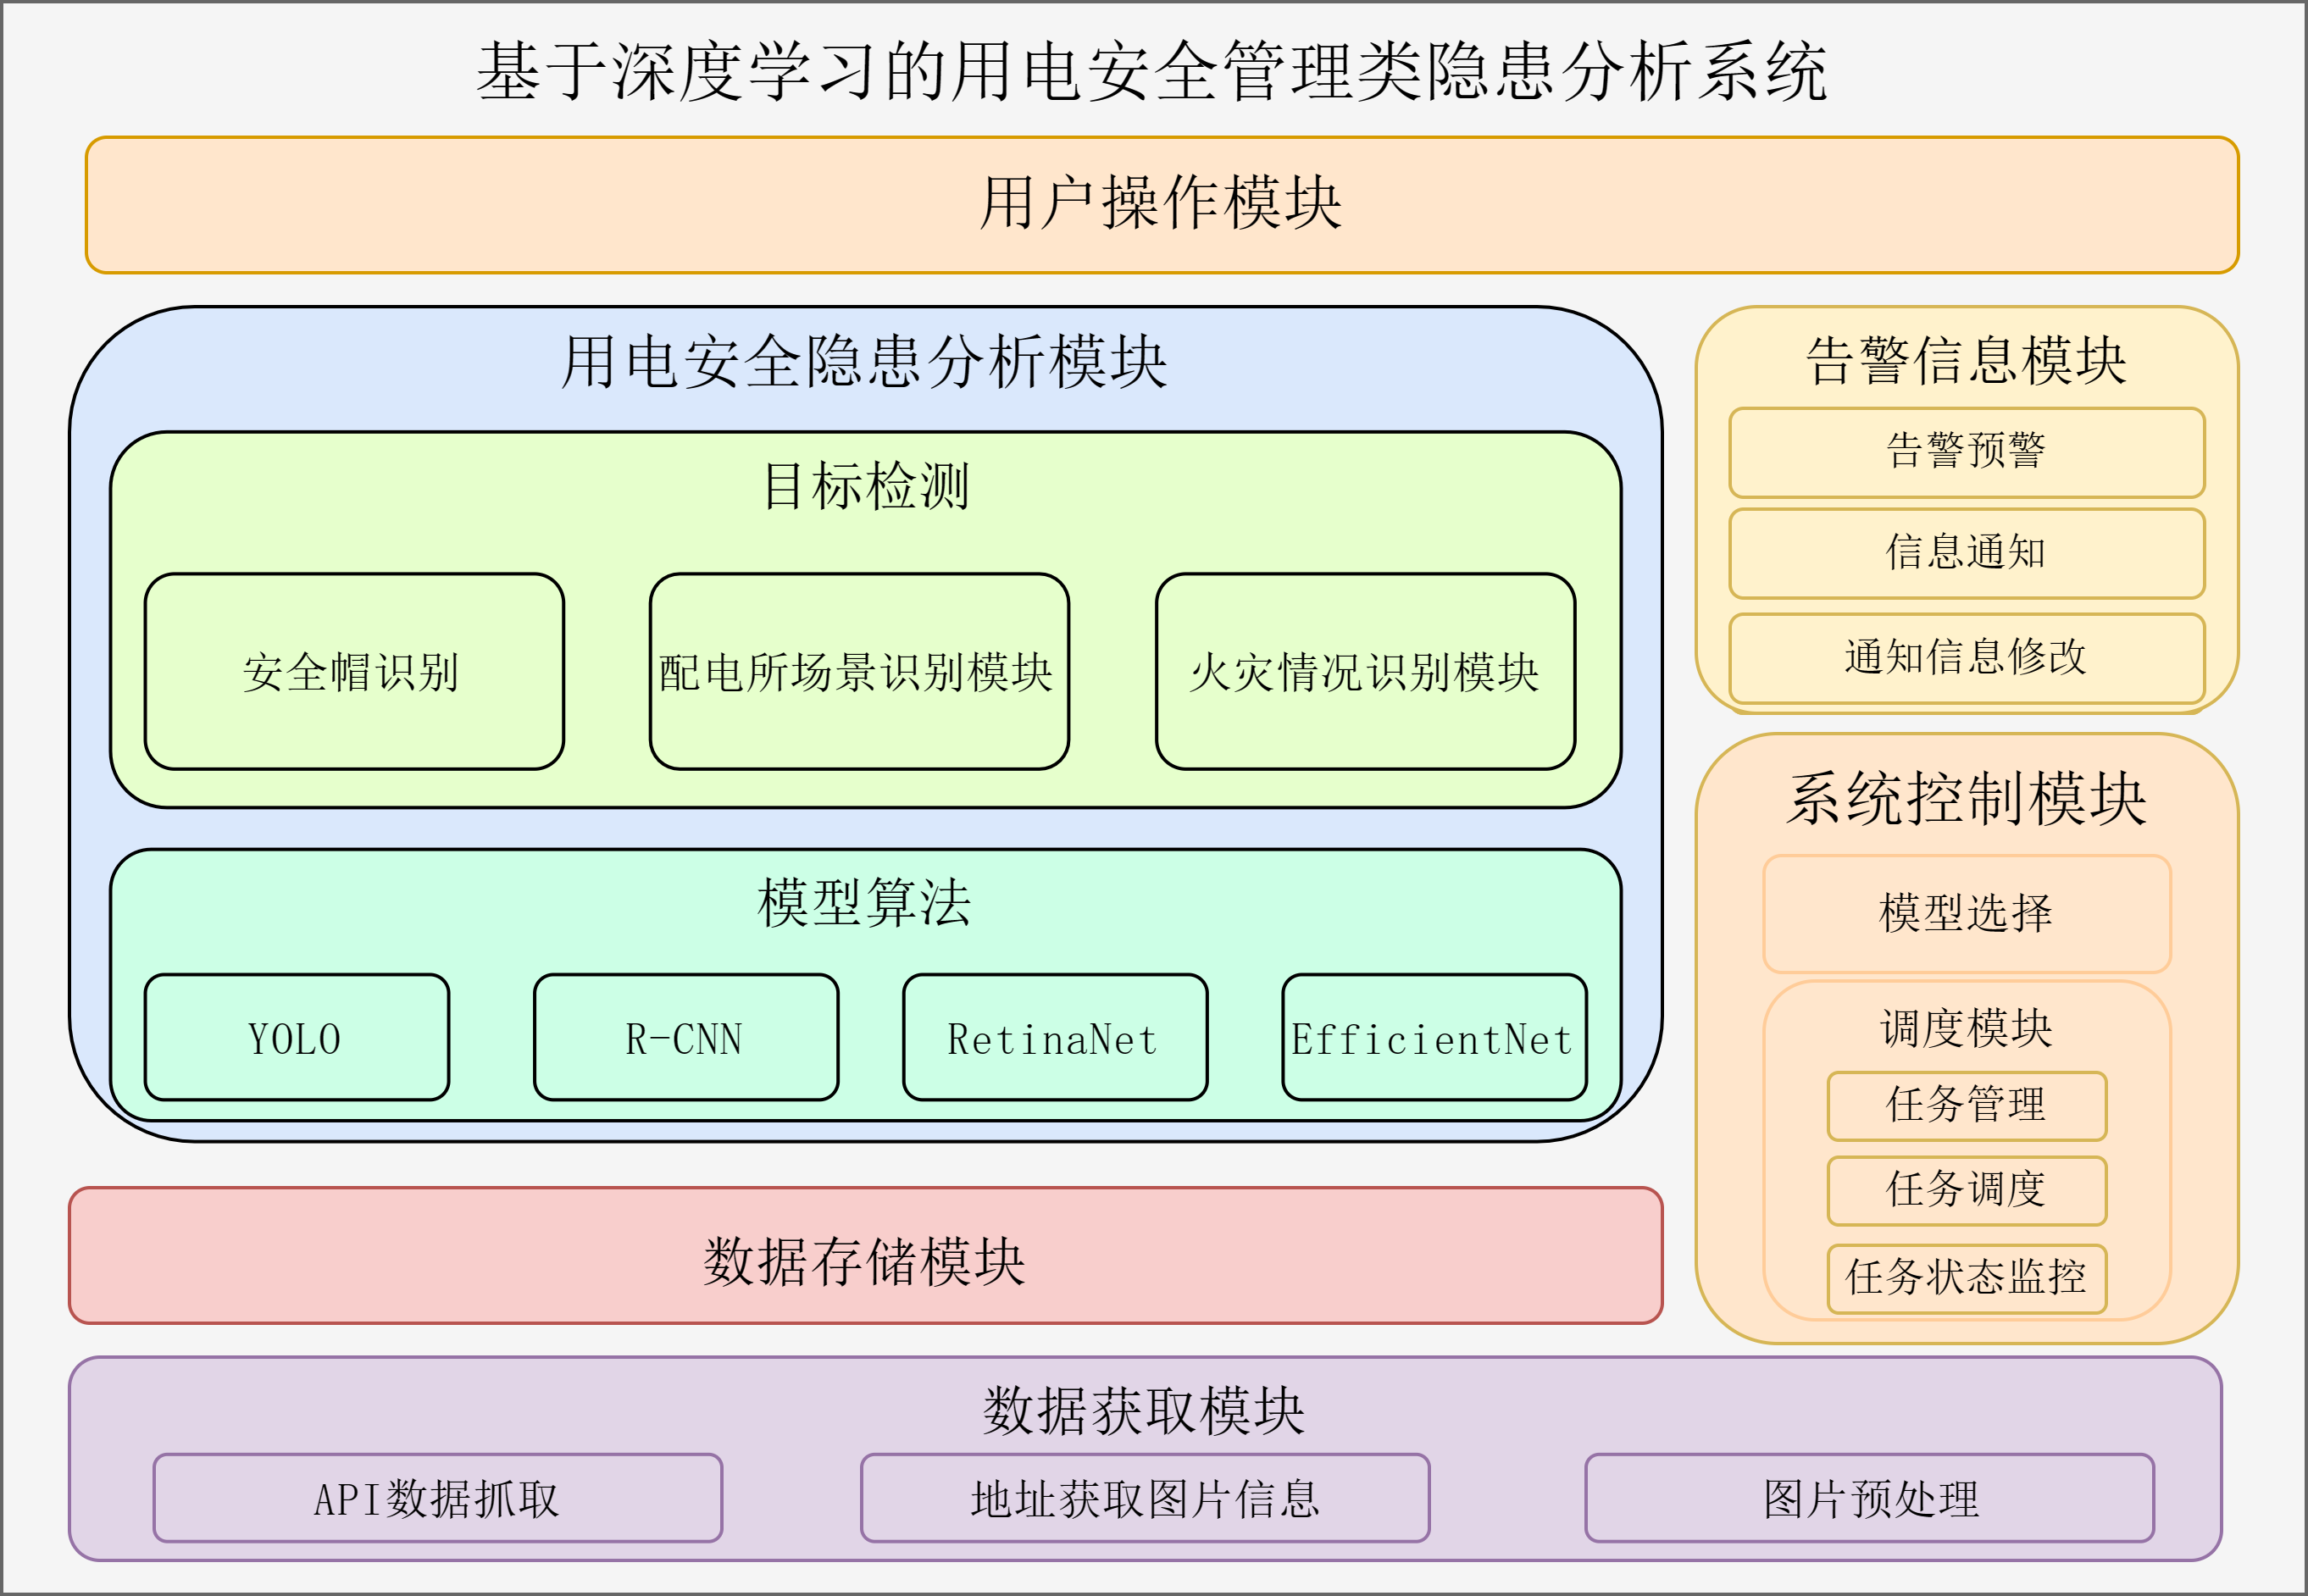 基于深度学习的用电安全管理类隐患分析系统
用户操作模块
用电安全隐患分析模块
目标检测
安全帽识别
配电所场景识别模块
火灾情况识别模块
模型算法
YOLO
R-CNN
RetinaNet
EfficientNet
告警信息模块
告警预警
信息通知
通知信息修改
系统控制模块
模型选择
调度模块
任务管理
任务调度
任务状态监控
数据存储模块
数据获取模块
API数据抓取
地址获取图片信息
图片预处理